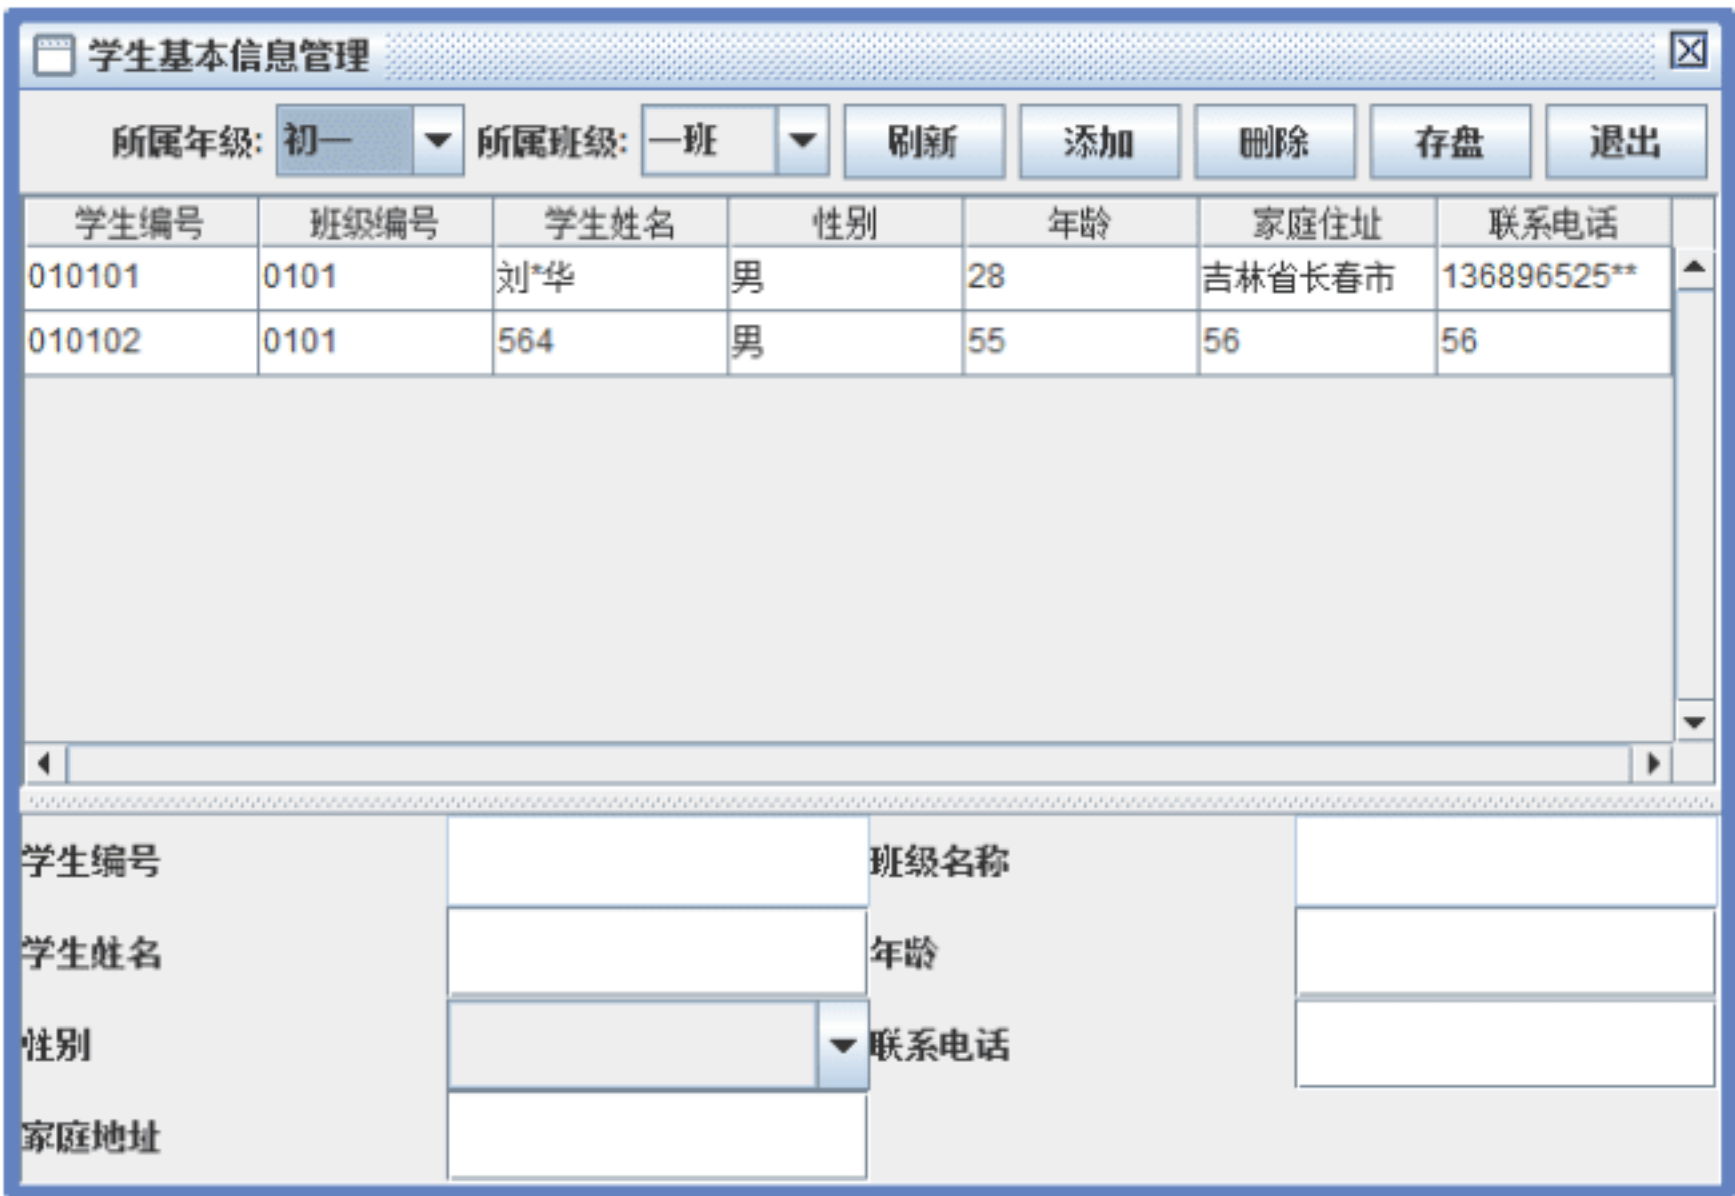 学生基本信息管理
所属年级: 初一 所属班级: 一班 刷新 添加 删除 存盘 退出
学生编号 班级编号 学生姓名 性别 年龄 家庭住址 联系电话
010101 0101 刘*华 男 28 吉林省长春市 136896525**
010102 0101 564 男 55 56 56
学生编号 班级名称
学生姓名 年龄
性别 联系电话
家庭地址